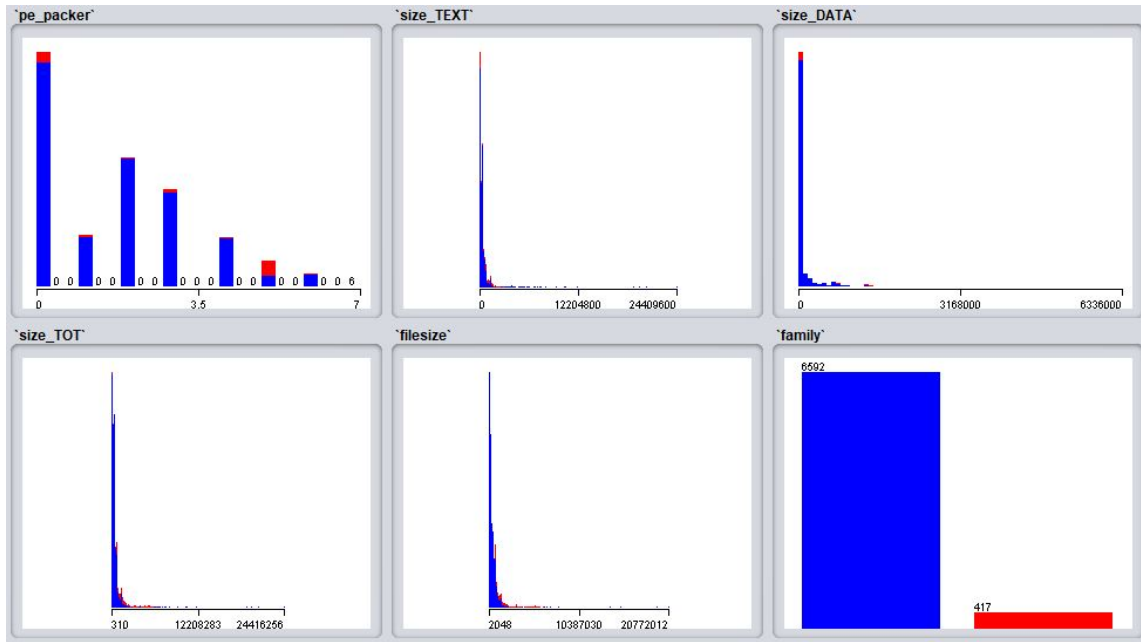 `pe_packer`
`size_TEXT`
`size_DATA`
0 0 0 0 0 0 0 0 0 0 0 0 0 0 0 6
0 3.5 7
0 12204800 24409600
0 3168000 6336000
`size_TOT`
`filesize`
`family`
6592
417
310 12208283 24416256
2048 10387030 20772012